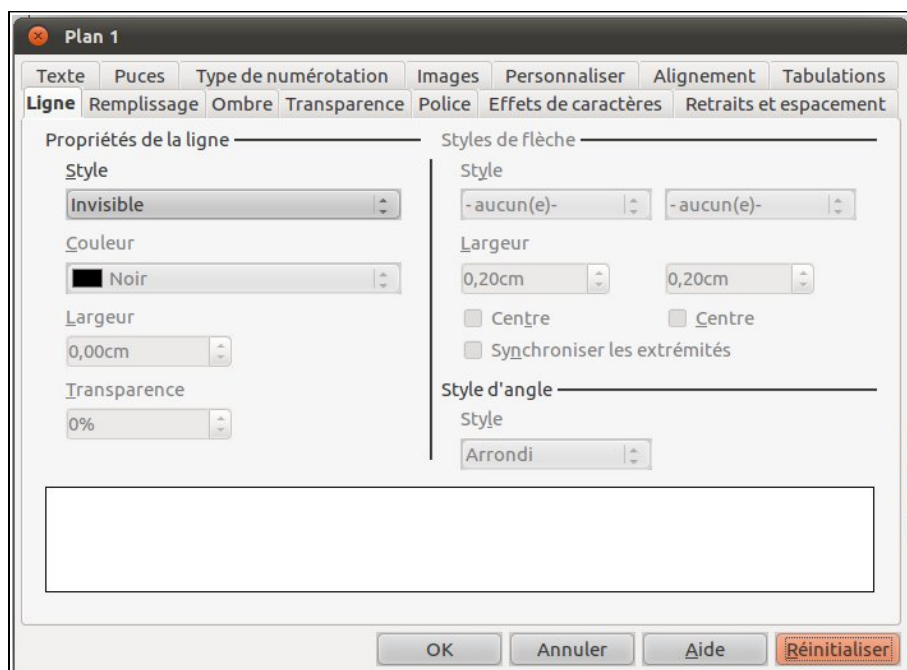 Plan 1
Texte Puces Type de numérotation Images Personnaliser Alignement Tabulations
Ligne Remplissage Ombre Transparence Police Effets de caractères Retraits et espacement
Propriétés de la ligne Styles de flèche
Style Style
Invisible -aucun(e)- -aucun(e)-
Couleur Largeur
Noir 0,20cm 0,20cm
Largeur Centre Centre
0,00cm Synchroniser les extrémités
Transparence Style d'angle
0% Style
Arrondi
OK Annuler Aide Réinitialiser